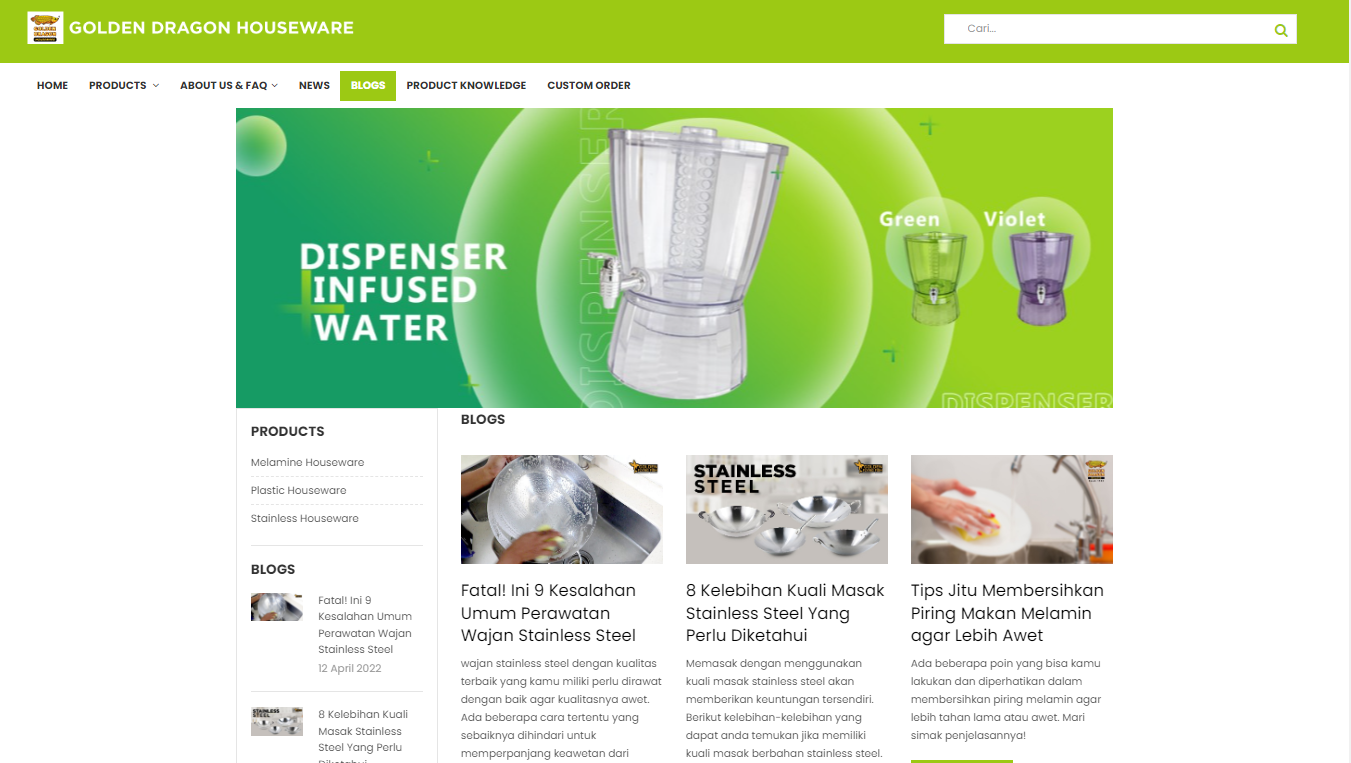 GOLDEN DRAGON HOUSEWARE
Cari...
HOME PRODUCTS ABOUT US & FAQ NEWS BLOGS PRODUCT KNOWLEDGE CUSTOM ORDER
DISPENSER
INFUSED
WATER
DISPENSER
Green Violet
DISPENSER
PRODUCTS
Melamine Houseware
Plastic Houseware
Stainless Houseware
BLOGS
Fatal! Ini 9
Kesalahan Umum
Perawatan Wajan
Stainless Steel
12 April 2022
STAINLESS
STEEL
8 Kelebihan Kuali
Masak Stainless
Steel Yang Perlu
Diketahui
BLOGS
Fatal! Ini 9 Kesalahan
Umum Perawatan
Wajan Stainless Steel
wajan stainless steel dengan kualitas
terbaik yang kamu miliki perlu dirawat
dengan baik agar kualitasnya awet.
Ada beberapa cara tertentu yang
sebaiknya dihindari untuk
memperpanjang keawetan dari
STAINLESS
STEEL
8 Kelebihan Kuali Masak
Stainless Steel Yang
Perlu Diketahui
Memasak dengan menggunakan
kuali masak stainless steel akan
memberikan keuntungan tersendiri.
Berikut kelebihan-kelebihan yang
dapat anda temukan jika memiliki
kuali masak berbahan stainless steel.
Tips Jitu Membersihkan
Piring Makan Melamin
agar Lebih Awet
Ada beberapa poin yang bisa kamu
lakukan dan diperhatikan dalam
membersihkan piring melamin agar
lebih tahan lama atau awet. Mari
simak penjelasannya!